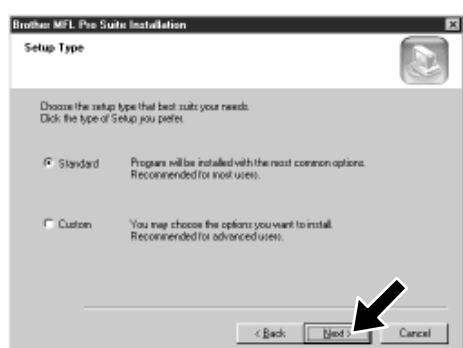 Brother MFL Pro Suite Installation
Setup Type
Choose the setup type that best suits your needs.
Click the type of Setup you prefer.
Standard
Program will be installed with the most common options.
Recommended for most users.
Custom
You may choose the options you want to install.
Recommended for advanced users.
< Back
Next >
Cancel